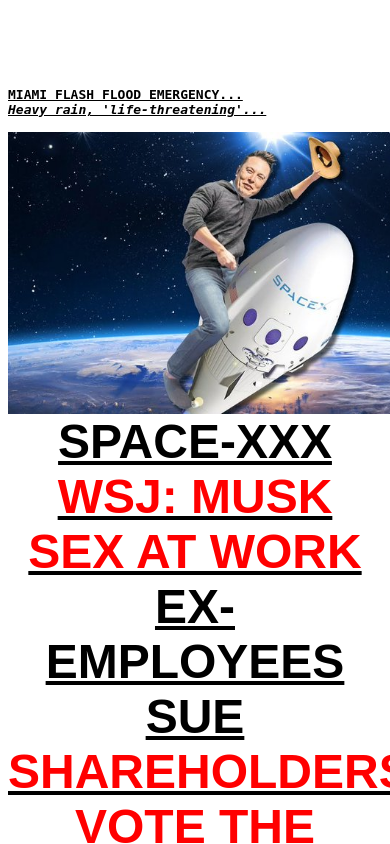 MIAMI FLASH FLOOD EMERGENCY...
Heavy rain, 'life-threatening'...
SPACEX
SPACE-XXX
WSJ: MUSK
SEX AT WORK
EX-
EMPLOYEES
SUE
SHAREHOLDERS
VOTE THE